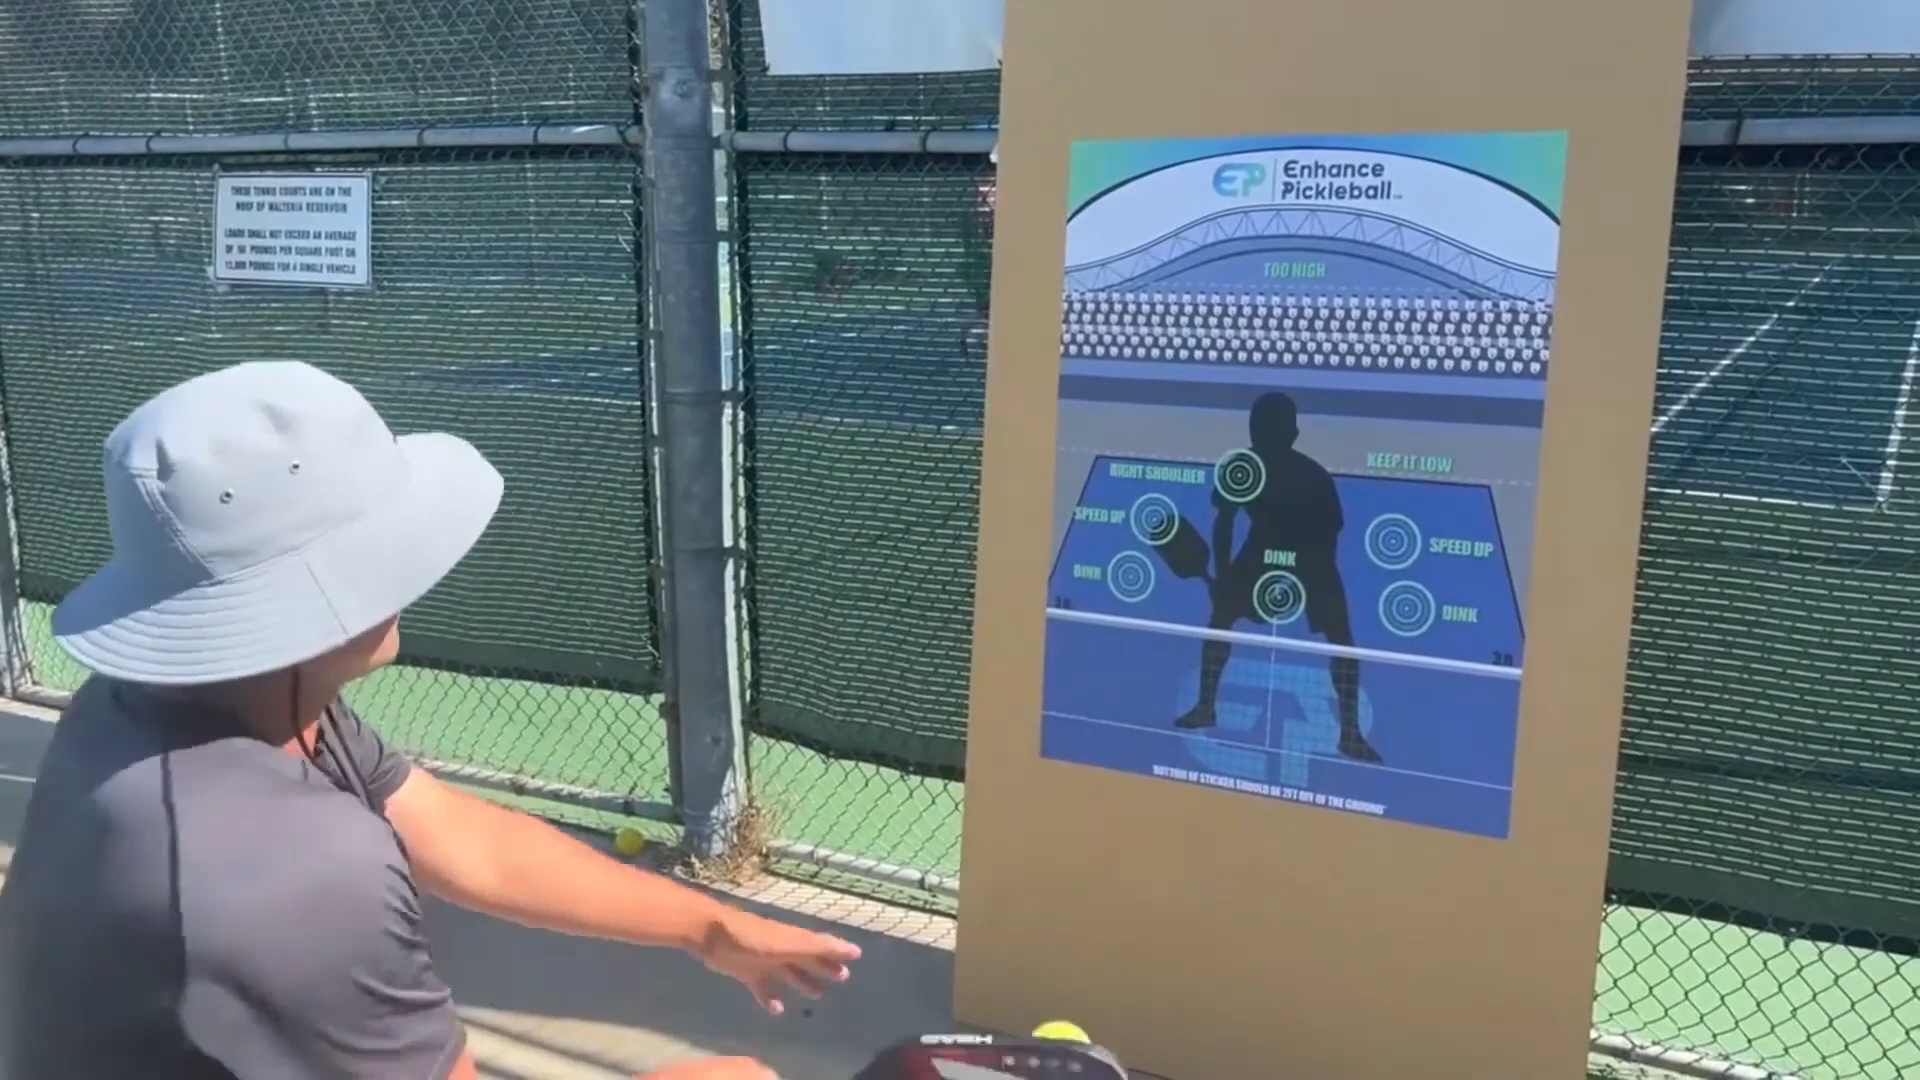 THESE TENNIS COURTS ARE ON THE
ROOF OF WALTERIA RESERVOIR
LOADS SHALL NOT EXCEED AN AVERAGE
OF 50 POUNDS PER SQUARE FOOT OR
12,000 POUNDS FOR A SINGLE VEHICLE
EP Enhance
Pickleball™
TOO HIGH
RIGHT SHOULDER
KEEP IT LOW
SPEED UP
SPEED UP
DINK
DINK
DINK
"BOTTOM OF STICKER SHOULD BE 2FT OFF OF THE GROUND"
HEAD